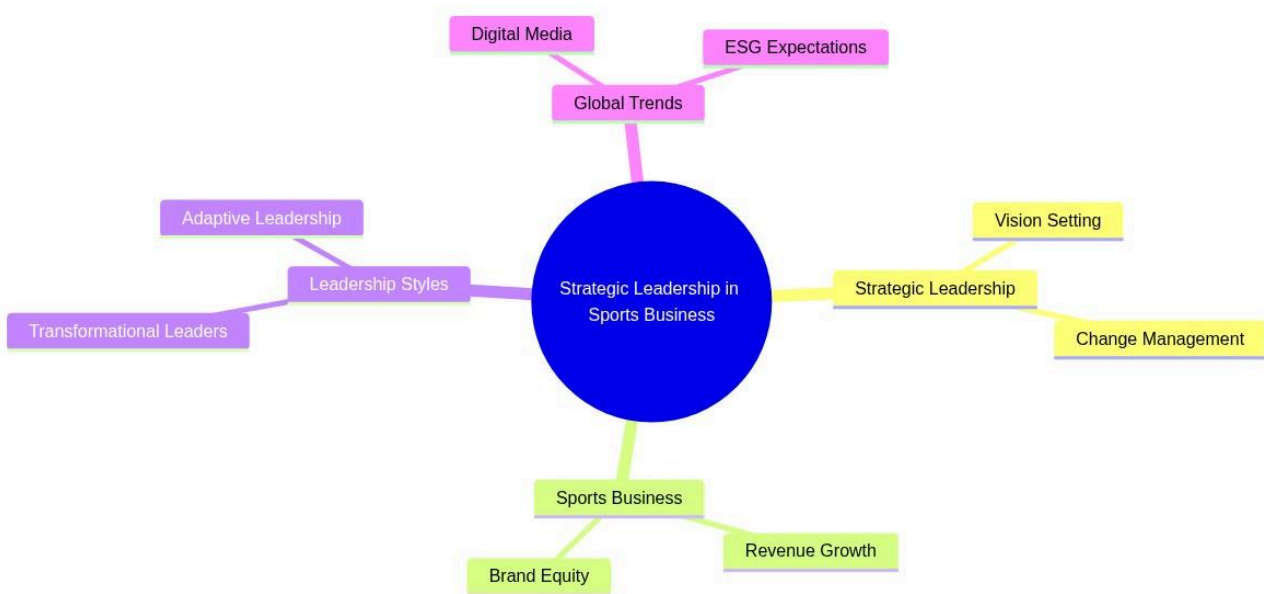 Digital Media
ESG Expectations
Global Trends
Adaptive Leadership
Leadership Styles
Transformational Leaders
Strategic Leadership in
Sports Business
Vision Setting
Strategic Leadership
Change Management
Sports Business
Revenue Growth
Brand Equity